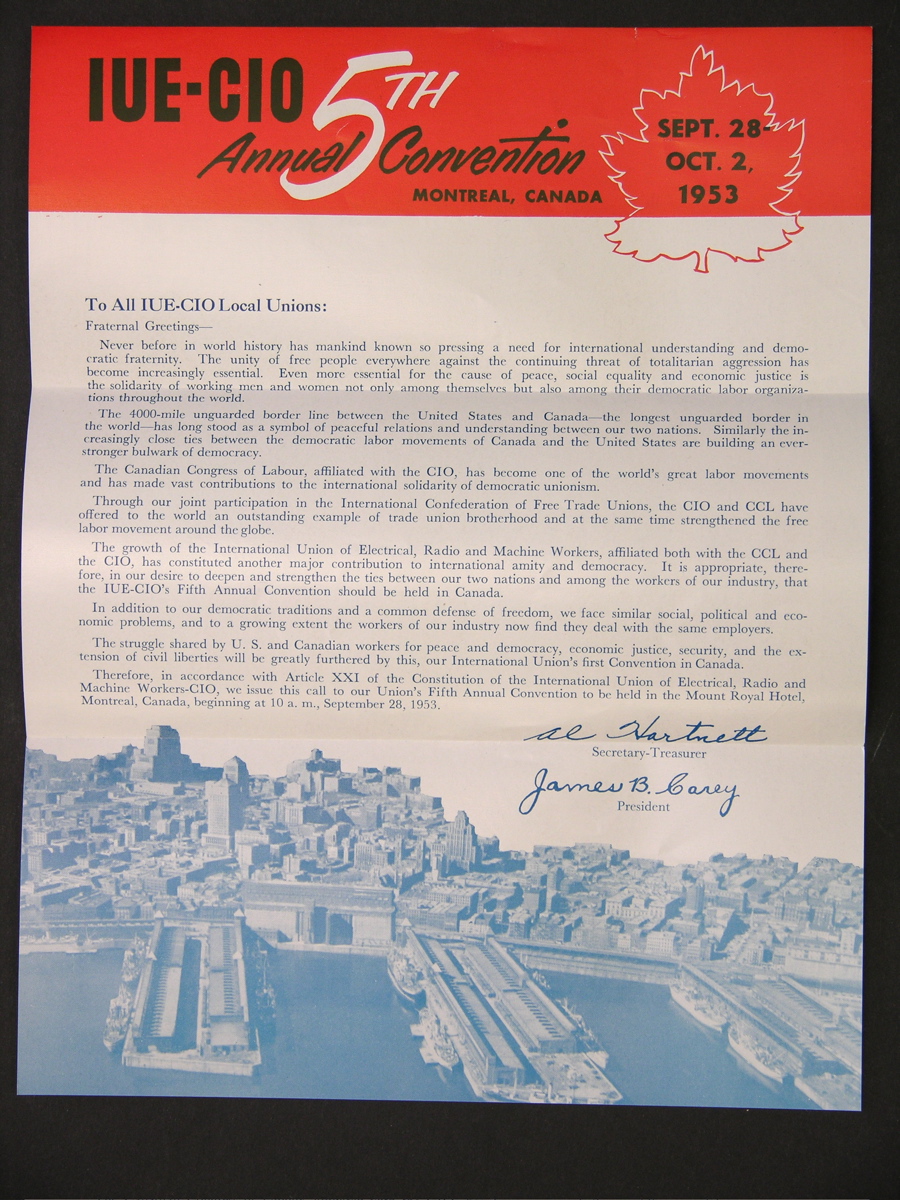 IUE-CIO 5TH
Annual Convention
MONTREAL, CANADA
SEPT. 28-
OCT. 2,
1953
To All IUE-CIO Local Unions:
Fraternal Greetings—
Never before in world history has mankind known so pressing a need for international understanding and demo-
cratic fraternity. The unity of free people everywhere against the continuing threat of totalitarian aggression has
become increasingly essential. Even more essential for the cause of peace, social equality and economic justice is
the solidarity of working men and women not only among themselves but also among their democratic labor organiza-
tions throughout the world.
The 4000-mile unguarded border line between the United States and Canada—the longest unguarded border in
the world—has long stood as a symbol of peaceful relations and understanding between our two nations. Similarly the in-
creasingly close ties between the democratic labor movements of Canada and the United States are building an ever-
stronger bulwark of democracy.
The Canadian Congress of Labour, affiliated with the CIO, has become one of the world's great labor movements
and has made vast contributions to the international solidarity of democratic unionism.
Through our joint participation in the International Confederation of Free Trade Unions, the CIO and CCL have
offered to the world an outstanding example of trade union brotherhood and at the same time strengthened the free
labor movement around the globe.
The growth of the International Union of Electrical, Radio and Machine Workers, affiliated both with the CCL and
the CIO, has constituted another major contribution to international amity and democracy. It is appropriate, there-
fore, in our desire to deepen and strengthen the ties between our two nations and among the workers of our industry, that
the IUE-CIO's Fifth Annual Convention should be held in Canada.
In addition to our democratic traditions and a common defense of freedom, we face similar social, political and eco-
nomic problems, and to a growing extent the workers of our industry now find they deal with the same employers.
The struggle shared by U. S. and Canadian workers for peace and democracy, economic justice, security, and the ex-
tension of civil liberties will be greatly furthered by this, our International Union's first Convention in Canada.
Therefore, in accordance with Article XXI of the Constitution of the International Union of Electrical, Radio and
Machine Workers-CIO, we issue this call to our Union's Fifth Annual Convention to be held in the Mount Royal Hotel,
Montreal, Canada, beginning at 10 a. m., September 28, 1953.
Al Hartnett
Secretary-Treasurer
James B. Carey
President